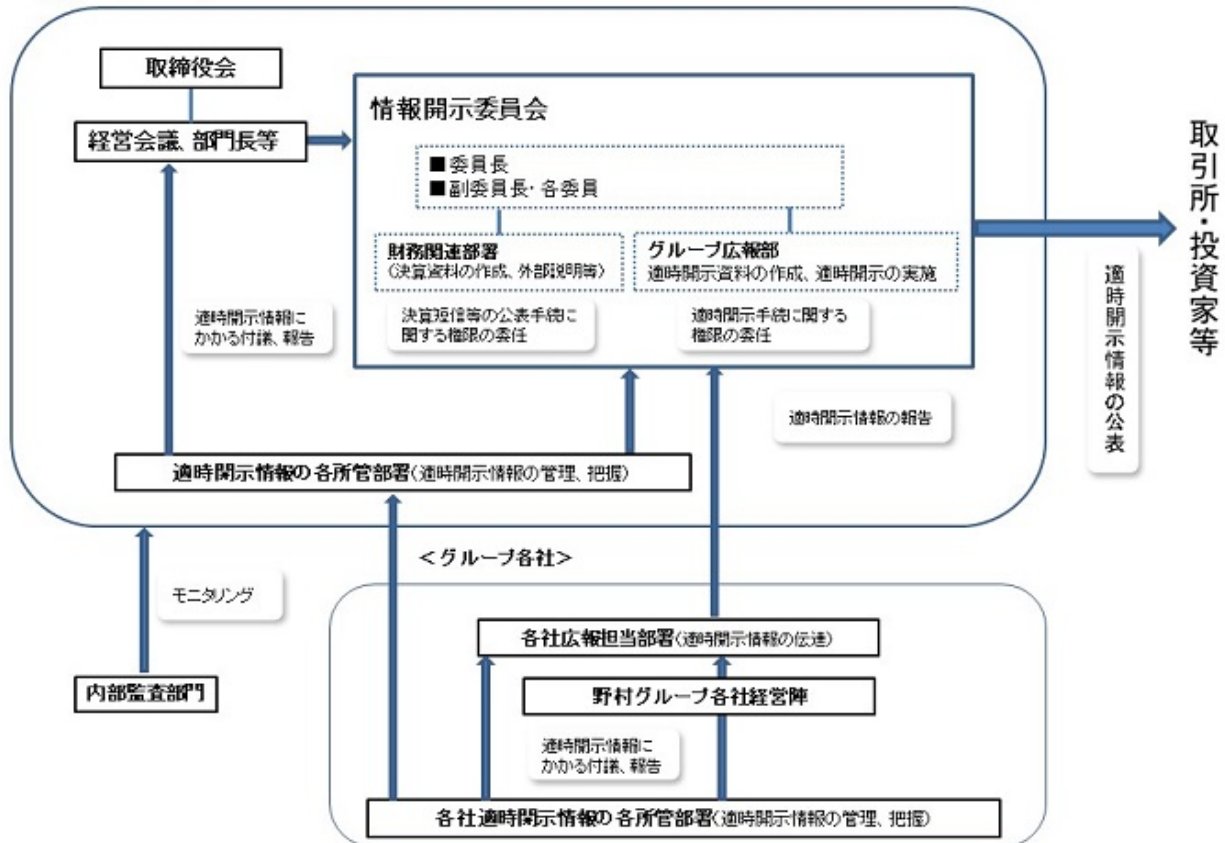 取締役会
経営会議、部門長等
情報開示委員会
■委員長
■副委員長・各委員
財務関連部署
(決算資料の作成、外部説明等)
グループ広報部
適時開示資料の作成、適時開示の実施
決算短信等の公表手続に
関する権限の委任
適時開示手続に関する
権限の委任
適時開示情報に
かかる付議、報告
適時開示情報の報告
適時開示情報の各所管部署(適時開示情報の管理、把握)
取引所・投資家等
適時開示情報の公表
<グループ各社>
モニタリング
内部監査部門
各社広報担当部署(適時開示情報の伝達)
野村グループ各社経営陣
適時開示情報に
かかる付議、報告
各社適時開示情報の各所管部署(適時開示情報の管理、把握)